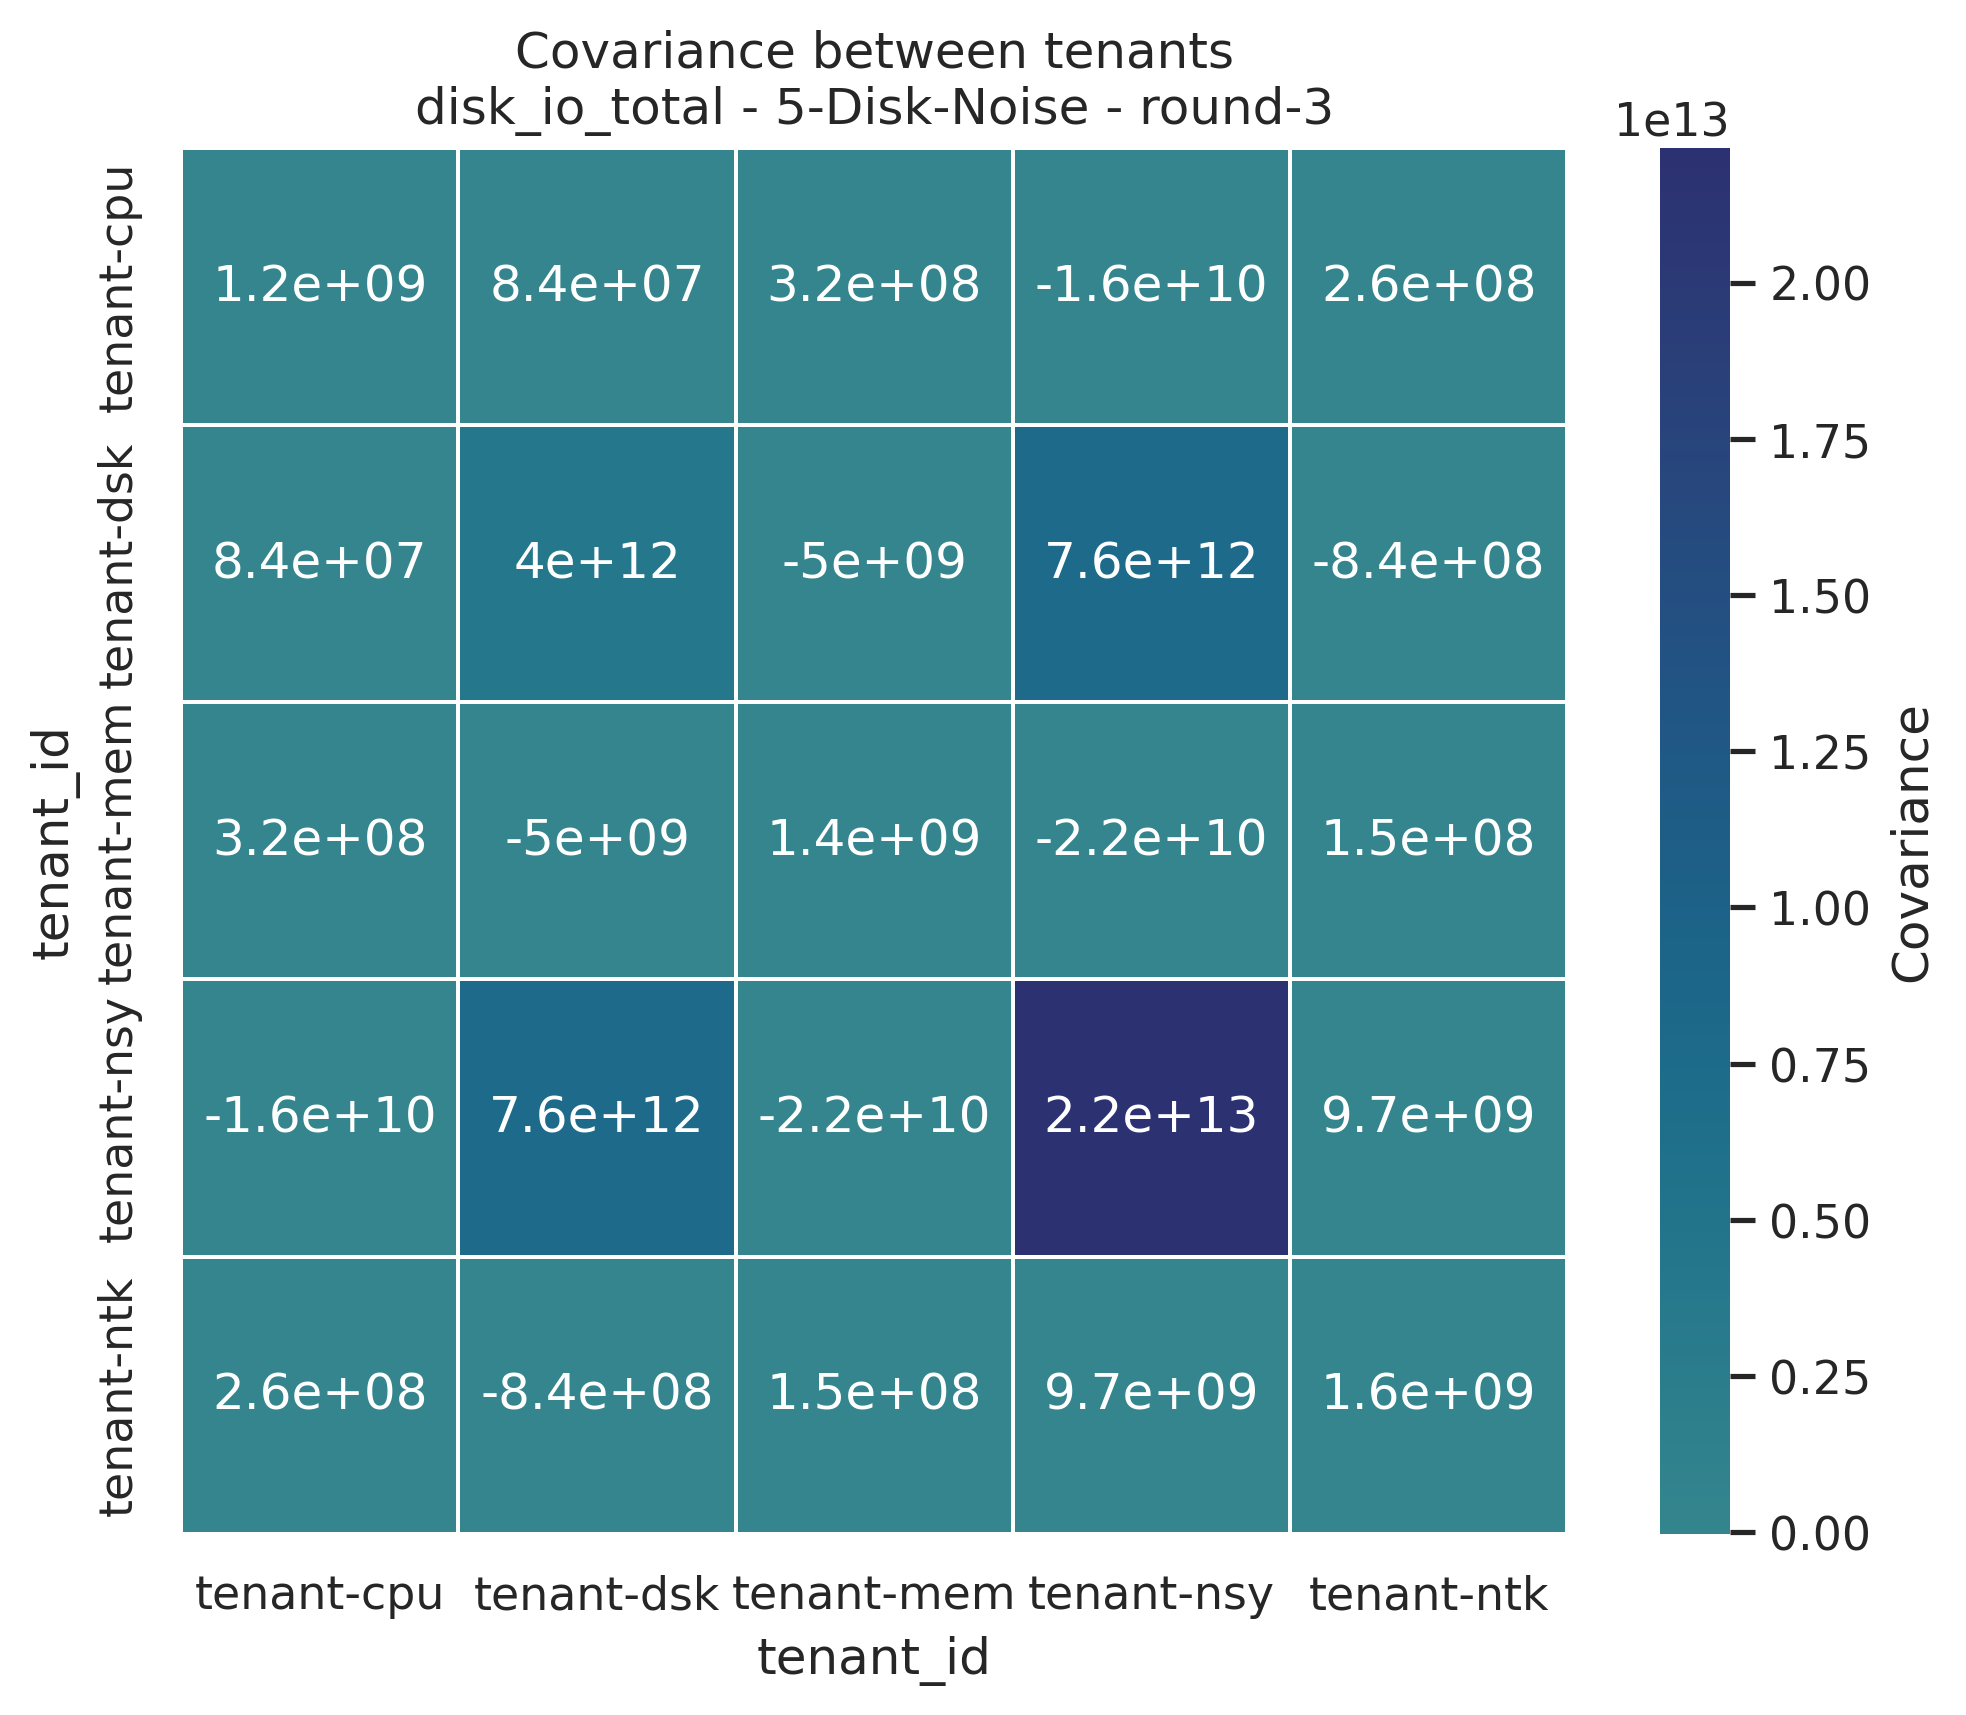 Covariance between tenants
disk_io_total - 5-Disk-Noise - round-3
1e13
tenant_id
tenant-cpu
1.2e+09 8.4e+07 3.2e+08 -1.6e+10 2.6e+08
tenant-dsk
8.4e+07 4e+12 -5e+09 7.6e+12 -8.4e+08
tenant-mem
3.2e+08 -5e+09 1.4e+09 -2.2e+10 1.5e+08
tenant-nsy
-1.6e+10 7.6e+12 -2.2e+10 2.2e+13 9.7e+09
tenant-ntk
2.6e+08 -8.4e+08 1.5e+08 9.7e+09 1.6e+09
tenant-cpu tenant-dsk tenant-mem tenant-nsy tenant-ntk
tenant_id
2.00
1.75
1.50
1.25
1.00
0.75
0.50
0.25
0.00
Covariance